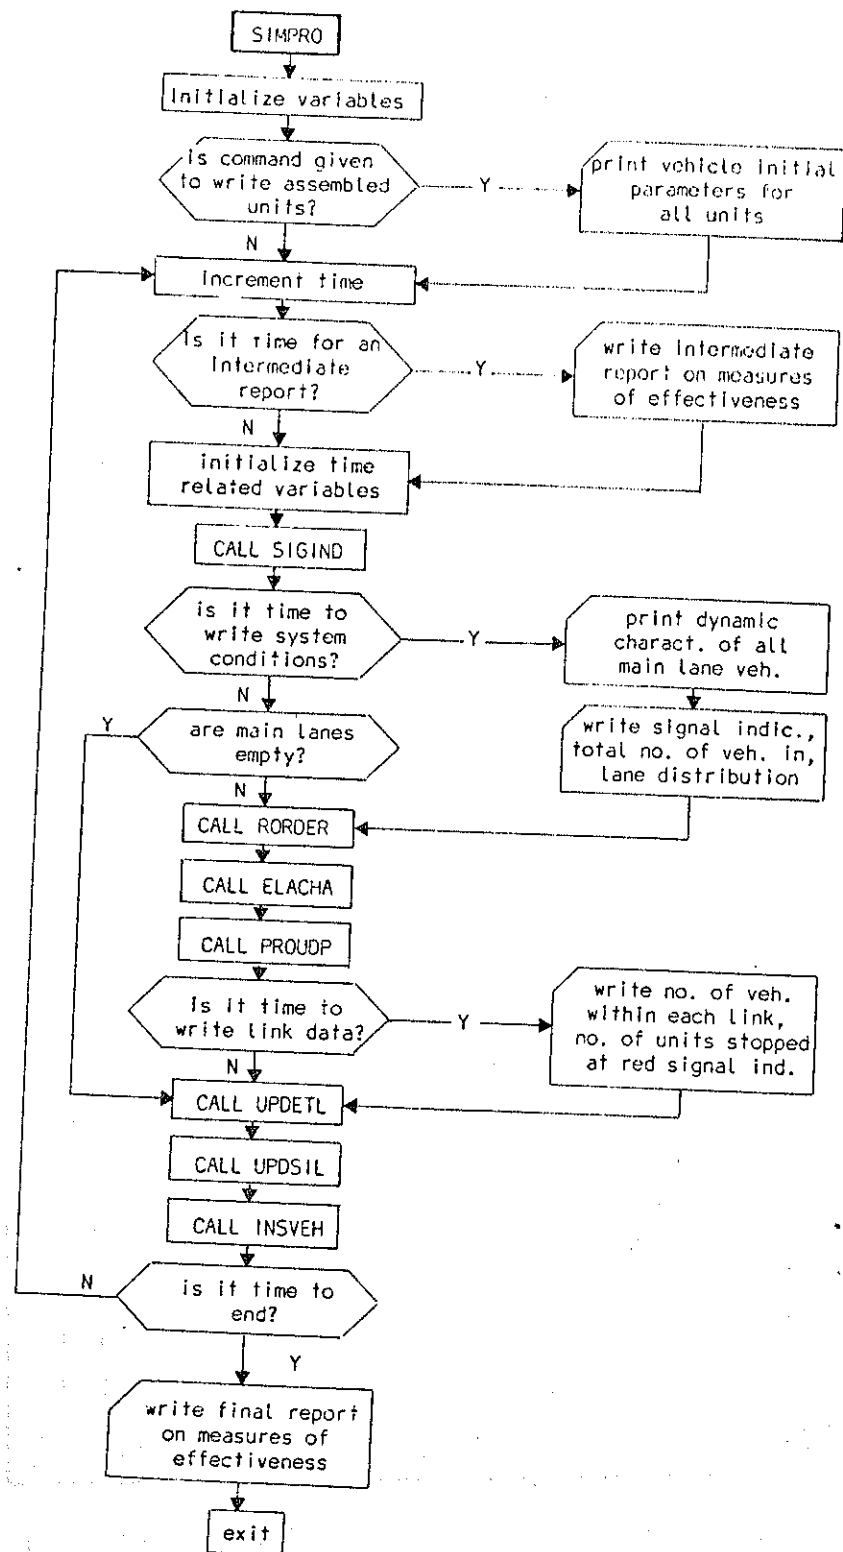 SIMPRO
initialize variables
is command given
to write assembled
units?
Y
print vehicle initial
parameters for
all units
N
increment time
is it time for an
intermediate
report?
Y
write intermediate
report on measures
of effectiveness
N
initialize time
related variables
CALL SIGIND
is it time to
write system
conditions?
Y
print dynamic
charact. of all
main lane veh.
N
write signal indic.,
total no. of veh. in,
lane distribution
Y
are main lanes
empty?
N
CALL RORDER
CALL ELACHA
CALL PROUDP
is it time to
write link data?
Y
write no. of veh.
within each link,
no. of units stopped
at red signal ind.
N
CALL UPDETL
CALL UPDSIL
CALL INSVEH
N
is it time to
end?
Y
write final report
on measures of
effectiveness
exit